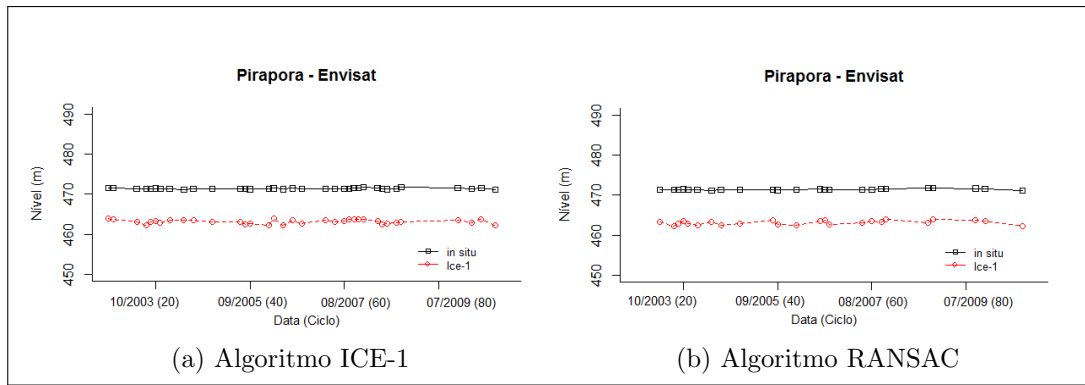 Pirapora - Envisat
Nível (m)
490
480
470
460
450
in situ
Ice-1
10/2003 (20) 09/2005 (40) 08/2007 (60) 07/2009 (80)
Data (Ciclo)
(a) Algoritmo ICE-1
Pirapora - Envisat
Nível (m)
490
480
470
460
450
in situ
Ice-1
10/2003 (20) 09/2005 (40) 08/2007 (60) 07/2009 (80)
Data (Ciclo)
(b) Algoritmo RANSAC